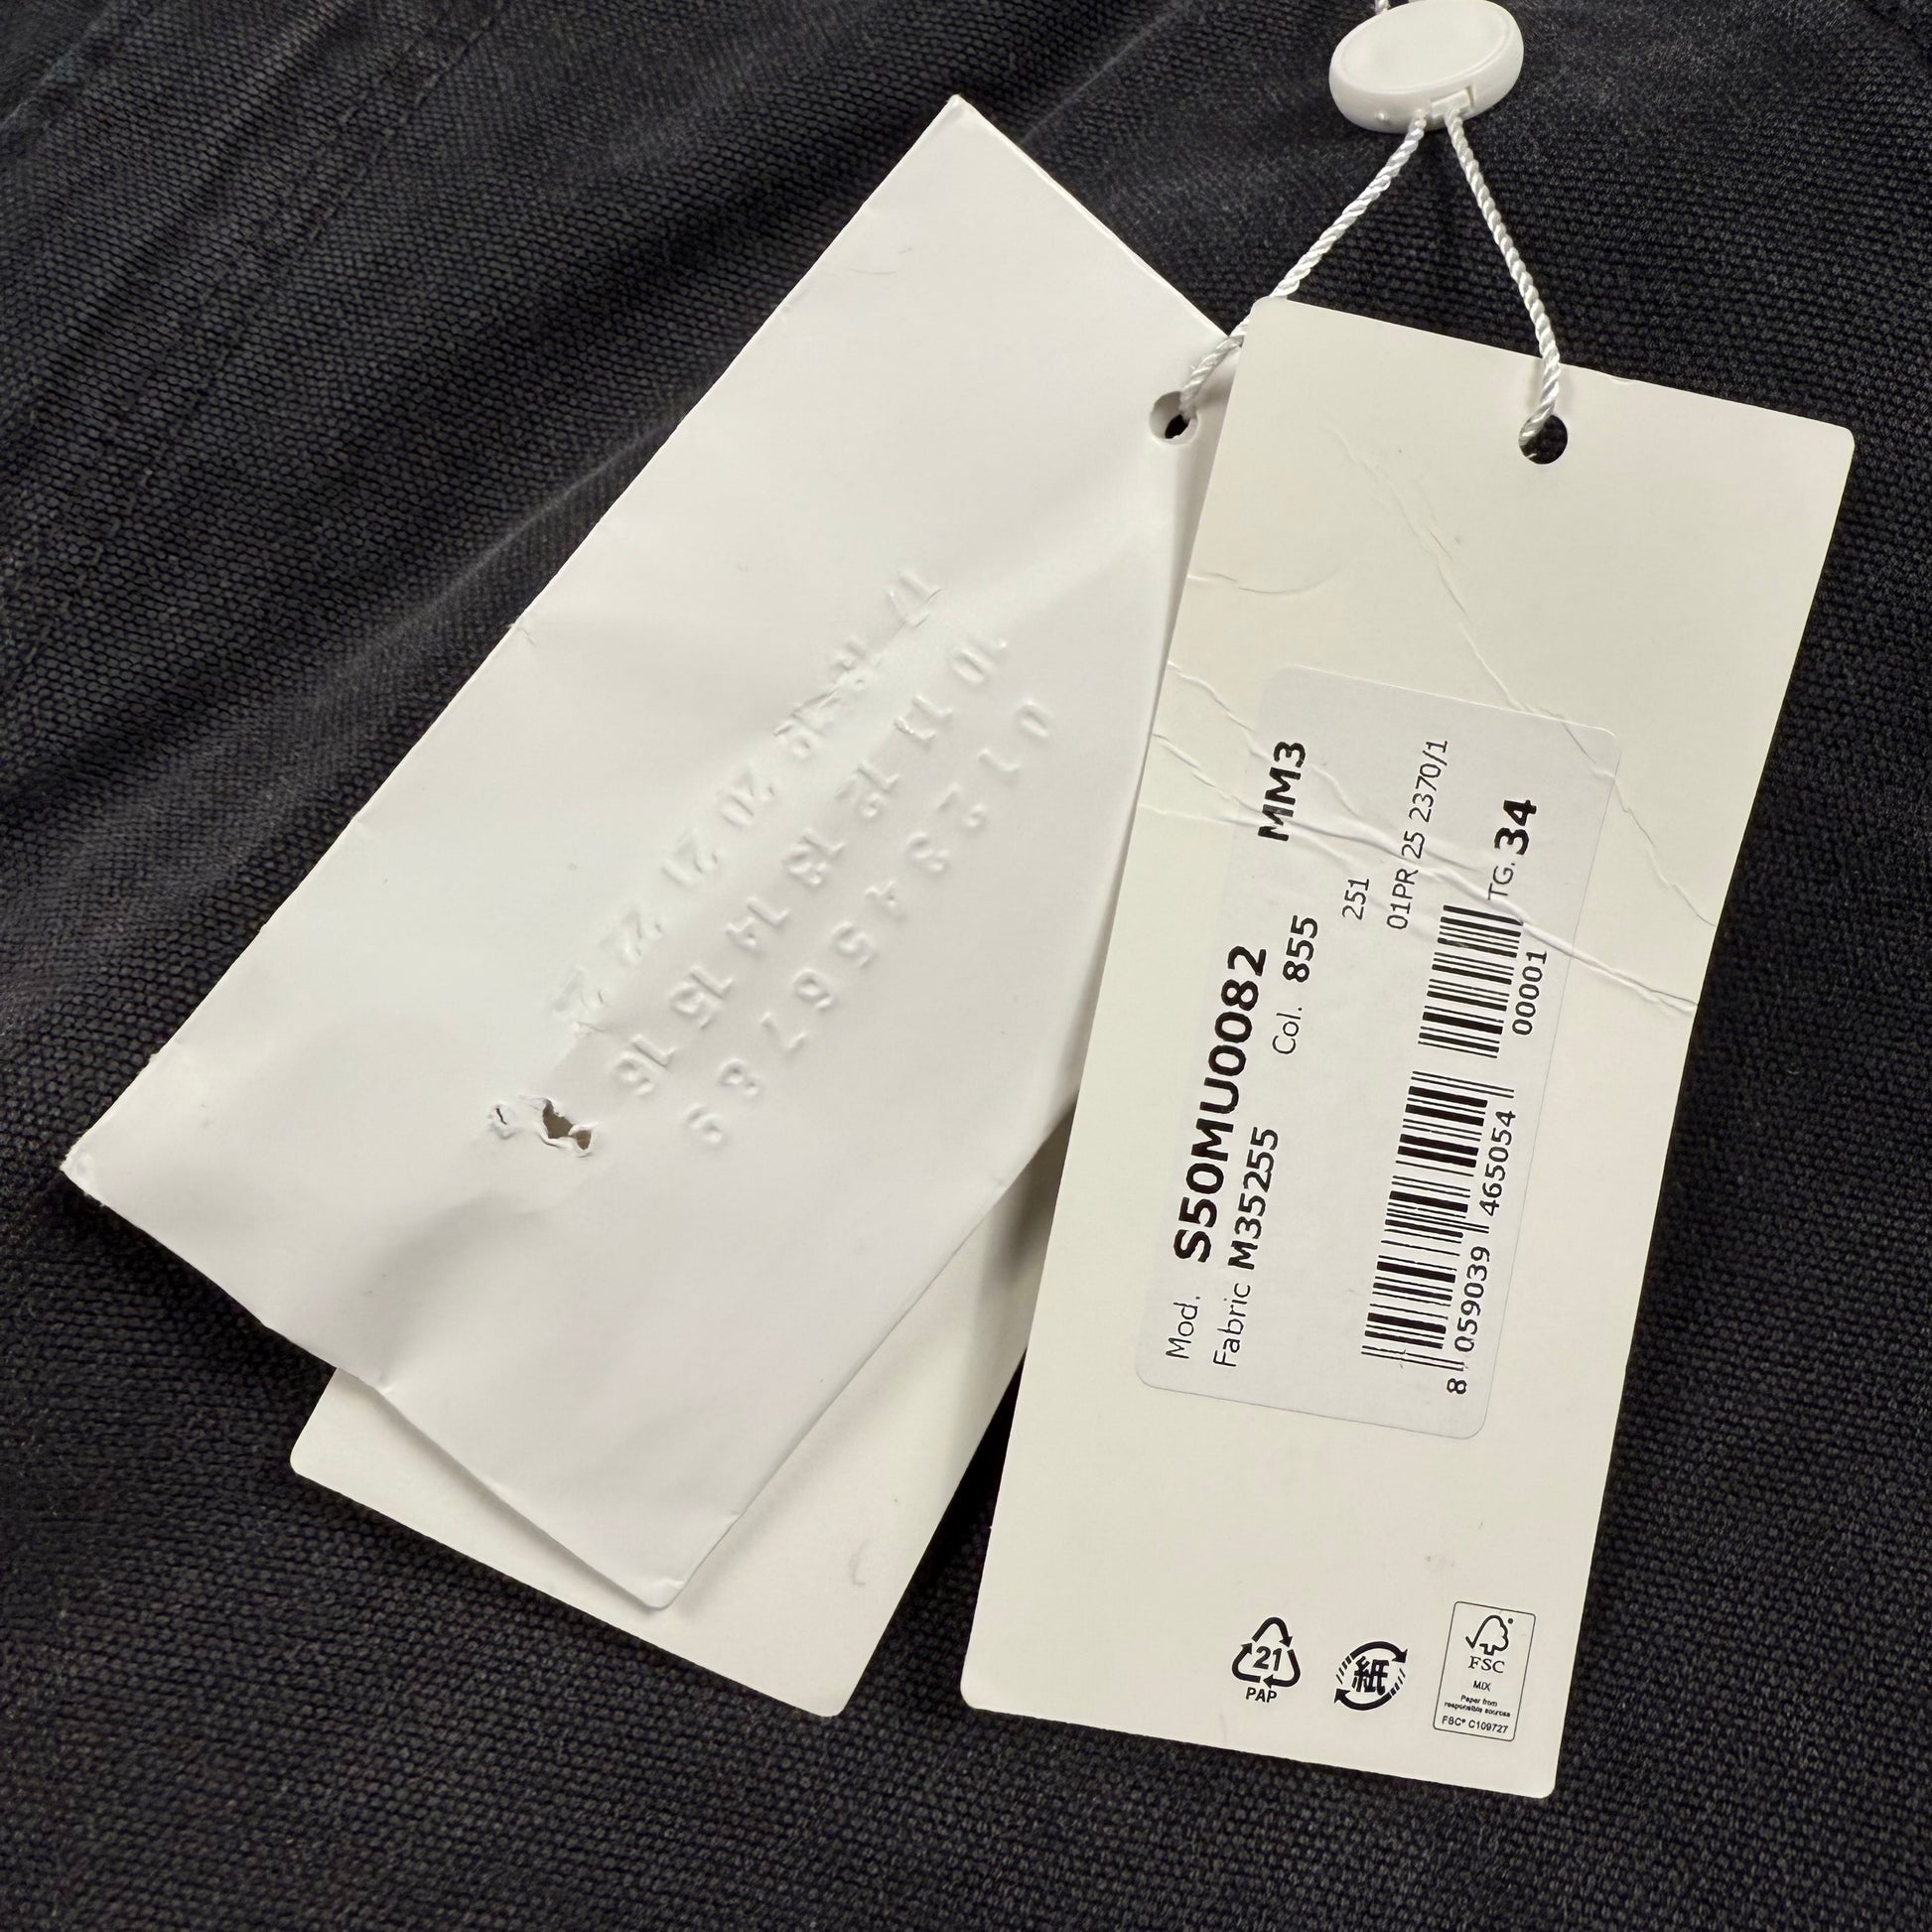 0 1 2 3 4 5 6 7 8 9
10 11 12 13 14 15 16
17 19 20 21 22
Mod. S50MU0082 MM3
Fabric M35255 Col. 855
251
01PR 25 2370/1
TG. 34
8 059039 465054 00001
21
PAP
紙
FSC
MIX
Paper from
responsible sources
FSC® C109727